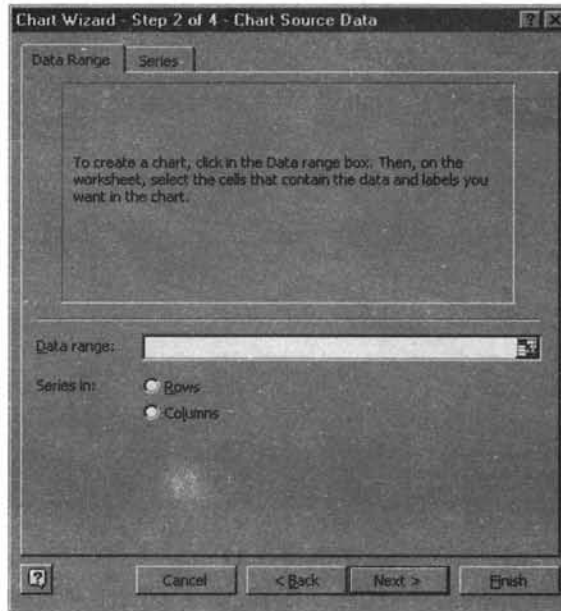 Chart Wizard - Step 2 of 4 - Chart Source Data
Data Range
Series
To create a chart, click in the Data range box. Then, on the
worksheet, select the cells that contain the data and labels you
want in the chart.
Data range:
Series in:
Rows
Columns
Cancel
< Back
Next >
Finish